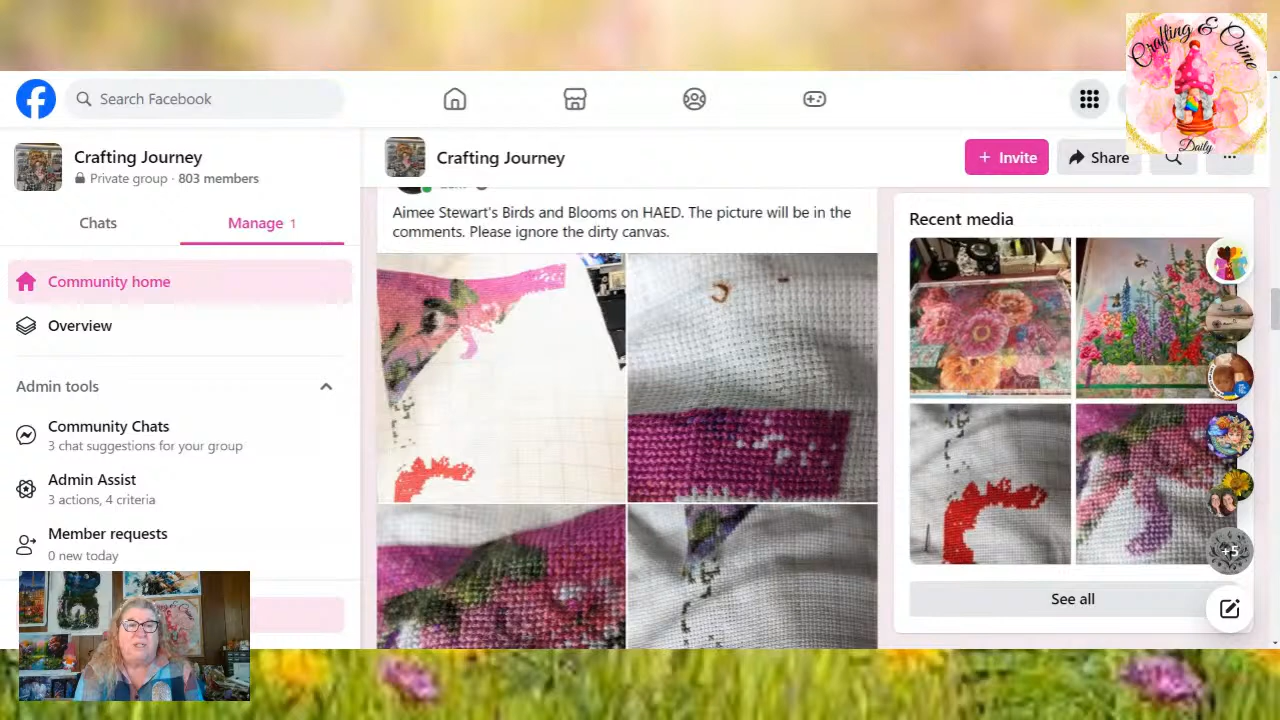 Crafting & Crime
Daily
Search Facebook
Crafting Journey
Private group · 803 members
Chats
Manage 1
Community home
Overview
Admin tools
Community Chats
3 chat suggestions for your group
Admin Assist
3 actions, 4 criteria
Member requests
0 new today
Crafting Journey
+ Invite
Share
Aimee Stewart's Birds and Blooms on HAED. The picture will be in the
comments. Please ignore the dirty canvas.
Recent media
+5
See all